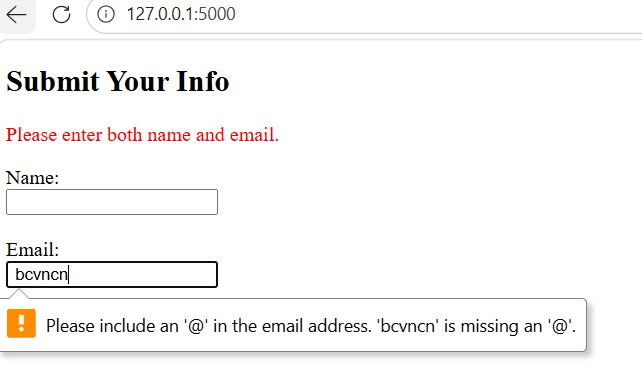 127.0.0.1:5000
Submit Your Info
Please enter both name and email.
Name:
Email:
bcvncn
Please include an '@' in the email address. 'bcvncn' is missing an '@'.